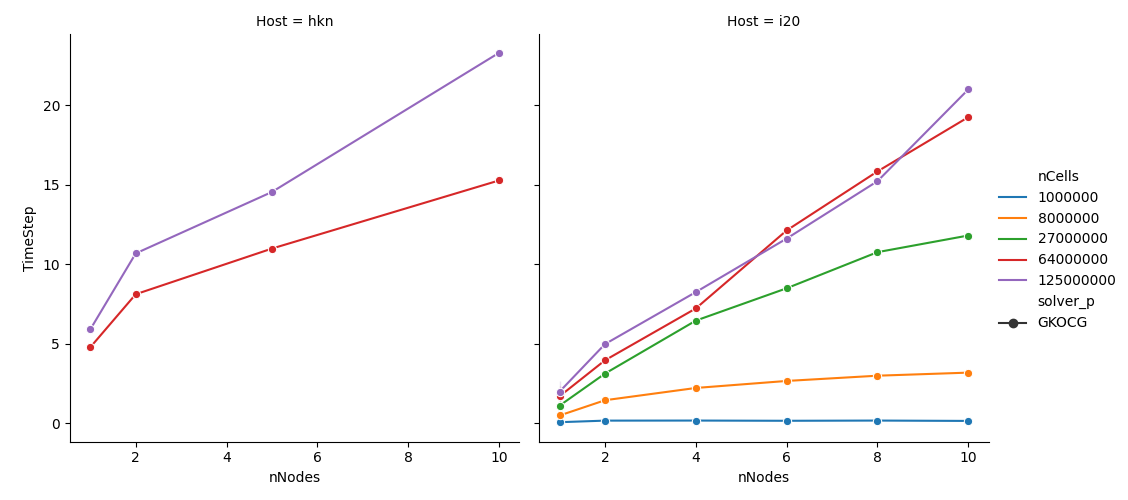 Host = hkn
Host = i20
TimeStep
20
15
10
5
0
2
4
6
8
10
nNodes
2
4
6
8
10
nNodes
nCells
1000000
8000000
27000000
64000000
125000000
solver_p
GKOCG